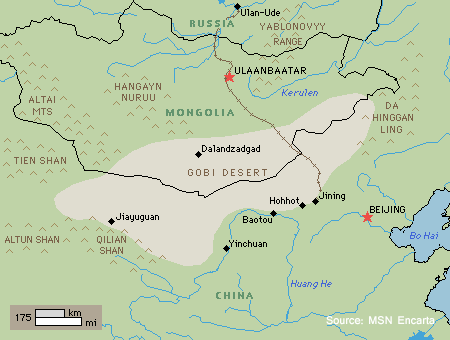 Ulan-Ude
RUSSIA
YABLONOVYY
RANGE
ULAANBAATAR
Kerulen
HANGAYN
NURUU
ALTAI
MTS
MONGOLIA
DA
HINGGAN
LING
Dalandzadgad
TIEN SHAN
GOBI DESERT
Hohhot
Jining
BEIJING
Baotou
Jiayuguan
Bo Hai
ALTUN SHAN
QILIAN
SHAN
Yinchuan
Huang He
CHINA
175
km
mi
Source: MSN Encarta